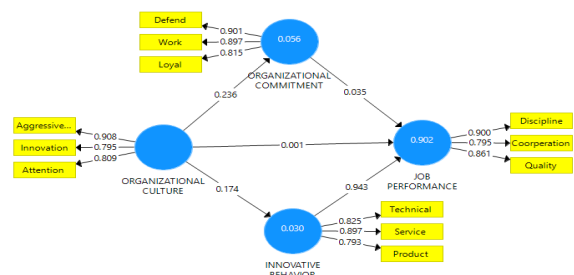 Defend
0.901
Work
0.897
Loyal
0.815
0.056
ORGANIZATIONAL
COMMITMENT
0.236
0.035
Aggressive...
0.908
Innovation
0.795
Attention
0.809
ORGANIZATIONAL
CULTURE
0.001
0.902
JOB
PERFORMANCE
0.900
Discipline
0.795
Coorperation
0.861
Quality
0.174
0.943
0.030
INNOVATIVE
BEHAVIOR
0.825
Technical
0.897
Service
0.793
Product